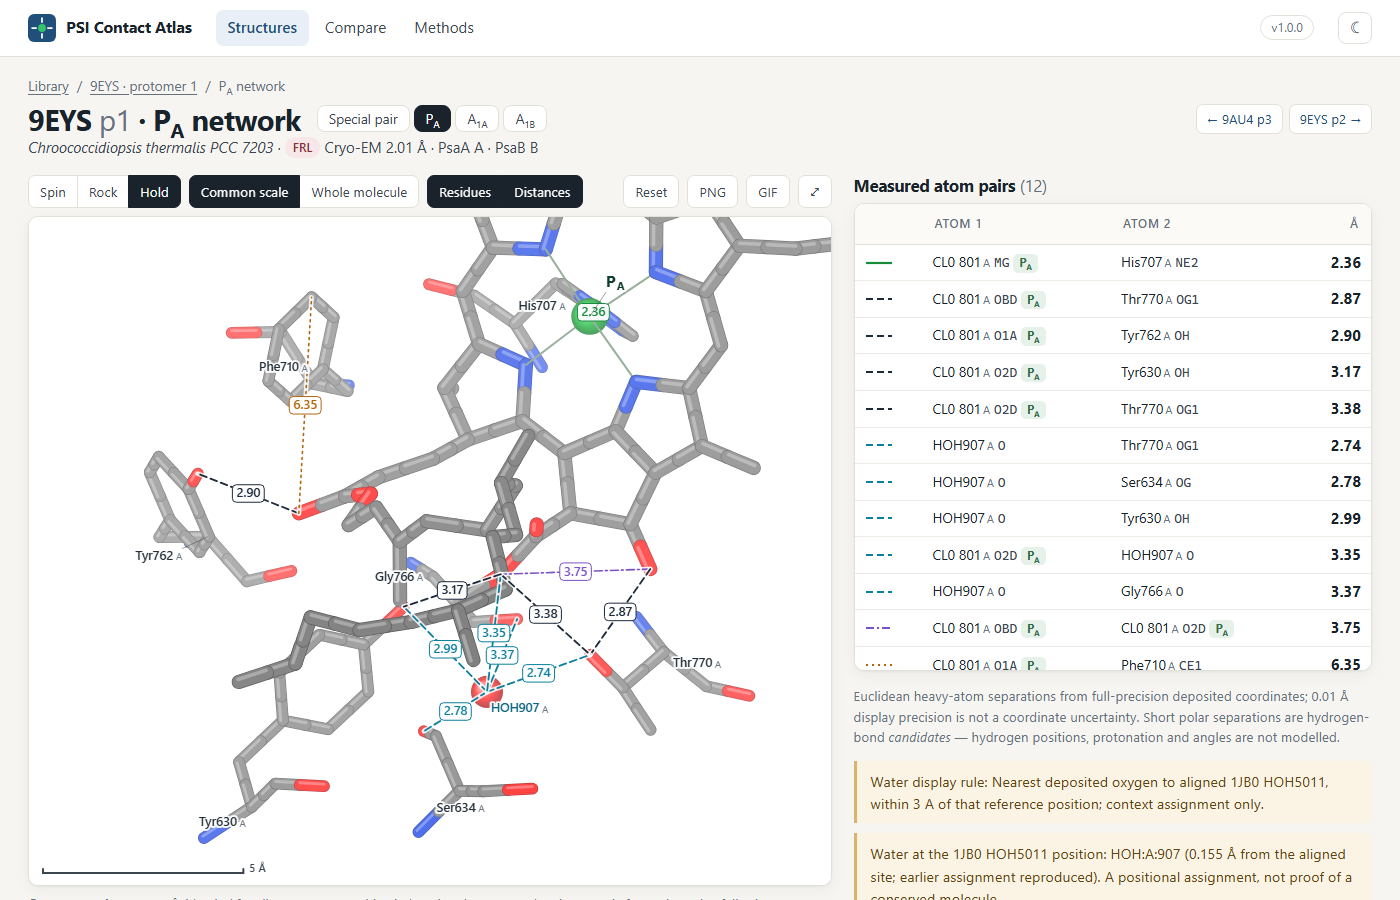 PSI Contact Atlas Structures Compare Methods v1.0.0
Library / 9EYS · protomer 1 / PA network
9EYS p1 · PA network Special pair PA A1A A1B ← 9AU4 p3 9EYS p2 →
Chroococcidiopsis thermalis PCC 7203 · FRL Cryo-EM 2.01 Å · PsaA A · PsaB B
Spin Rock Hold Common scale Whole molecule Residues Distances Reset PNG GIF
PA
His707 A
2.36
Phe710 A
6.35
2.90
Tyr762 A
3.75
Gly766 A
3.17
3.38
2.87
3.35
2.99
3.37
Thr770 A
2.74
HOH907 A
2.78
Ser634 A
Tyr630 A
5 Å
Measured atom pairs (12)
ATOM 1 ATOM 2 Å
CL0 801 A MG PA His707 A NE2 2.36
CL0 801 A OBD PA Thr770 A OG1 2.87
CL0 801 A O1A PA Tyr762 A OH 2.90
CL0 801 A O2D PA Tyr630 A OH 3.17
CL0 801 A O2D PA Thr770 A OG1 3.38
HOH907 A O Thr770 A OG1 2.74
HOH907 A O Ser634 A OG 2.78
HOH907 A O Tyr630 A OH 2.99
CL0 801 A O2D PA HOH907 A O 3.35
HOH907 A O Gly766 A O 3.37
CL0 801 A OBD PA CL0 801 A O2D PA 3.75
CL0 801 A O1A PA Phe710 A CE1 6.35
Euclidean heavy-atom separations from full-precision deposited coordinates; 0.01 Å
display precision is not a coordinate uncertainty. Short polar separations are hydrogen-
bond candidates — hydrogen positions, protonation and angles are not modelled.
Water display rule: Nearest deposited oxygen to aligned 1JB0 HOH5011,
within 3 A of that reference position; context assignment only.
Water at the 1JB0 HOH5011 position: HOH:A:907 (0.155 Å from the aligned
site; earlier assignment reproduced). A positional assignment, not proof of a
conserved molecule.